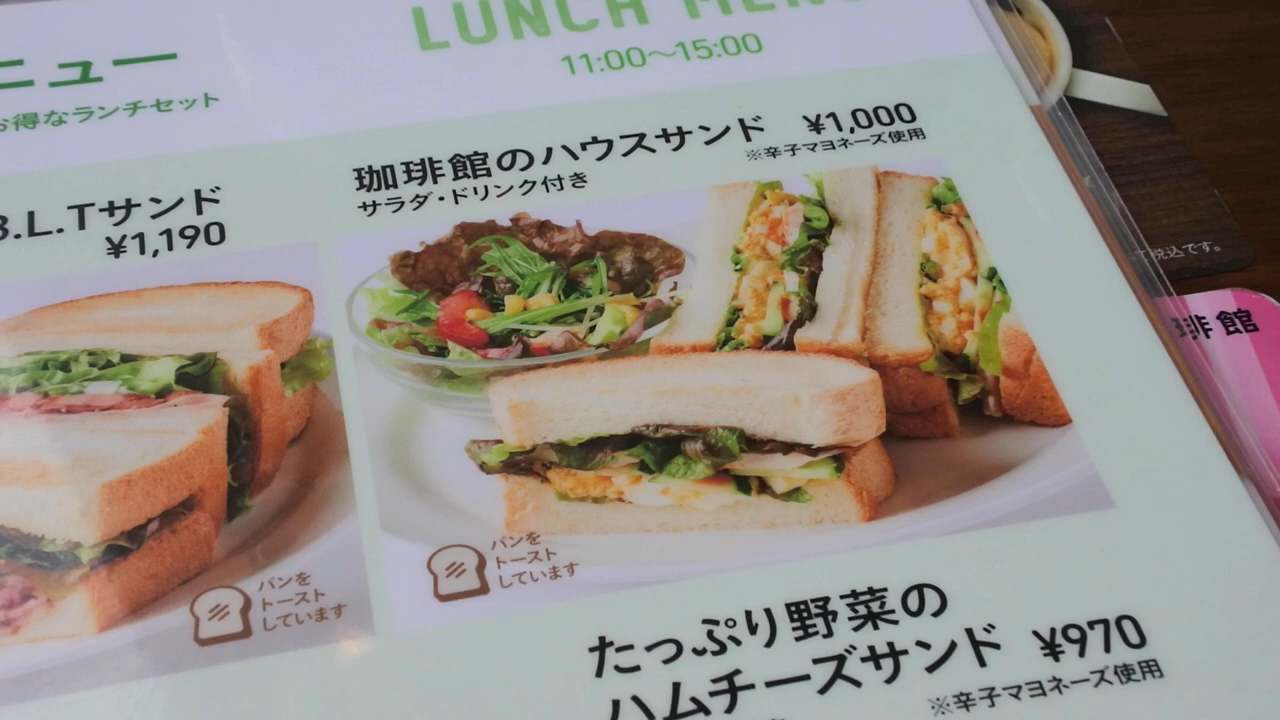 LUNCH MENU
11:00～15:00
ニュー
お得なランチセット
B.L.Tサンド
¥1,190
パンを
トースト
しています
珈琲館のハウスサンド ¥1,000
※辛子マヨネーズ使用
サラダ・ドリンク付き
パンを
トースト
しています
たっぷり野菜の
ハムチーズサンド ¥970
※辛子マヨネーズ使用
税込です。
琲館